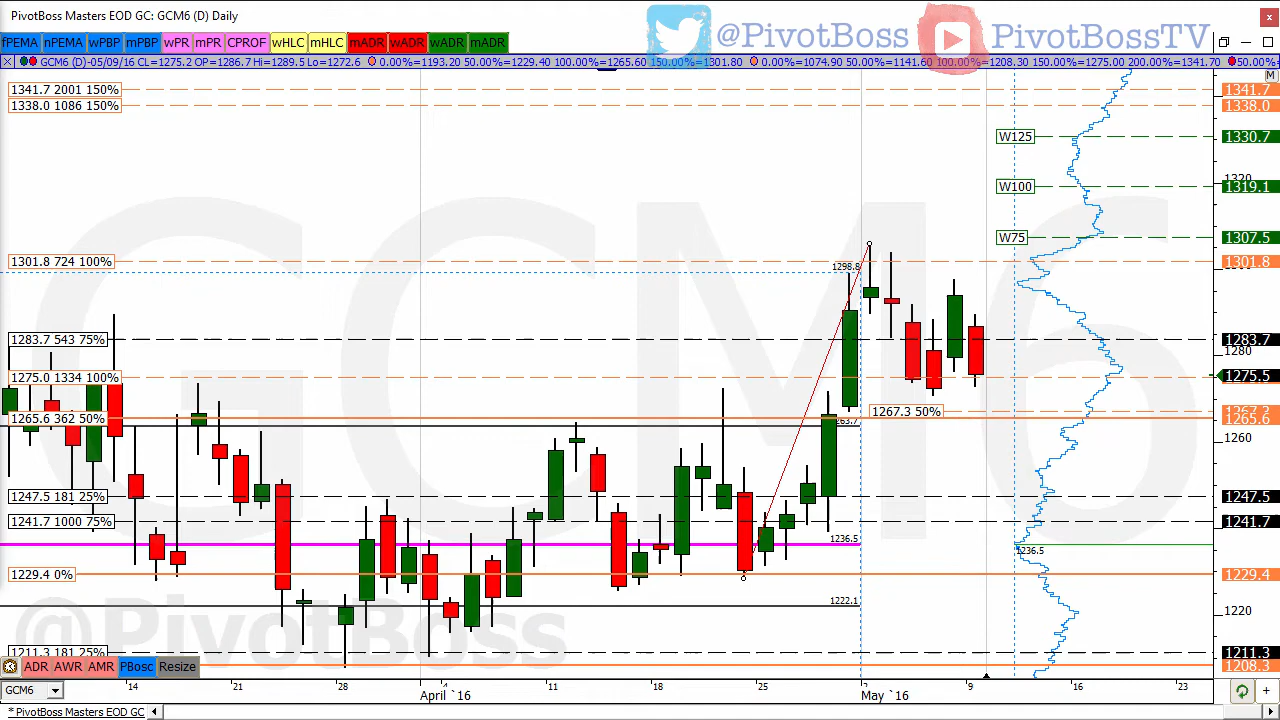 PivotBoss Masters EOD GC: GCM6 (D) Daily
@PivotBoss PivotBossTV
fPEMA nPEMA wPBP mPBP wPR mPR CPROF wHLC mHLC mADR wADR wADR mADR
GCM6 (D)-05/09/16 CL=1275.2 OP=1286.7 Hi=1289.5 Lo=1272.6 0.00%=1193.20 50.00%=1229.40 100.00%=1265.60 150.00%=1301.80 0.00%=1074.90 50.00%=1141.60 100.00%=1208.30 150.00%=1275.00 200.00%=1341.70 50.00%=
M
1341.7 2001 150% 1341.7
1338.0 1086 150% 1338.0
W125 1330.7
1320
W100 1319.1
W75 1307.5
1301.8 724 100% 1301.8
1298.8
1283.7 543 75% 1283.7
1280
1275.0 1334 100% 1275.5
1267.3 50% 1267.2
1265.6 362 50% 1265.6
1263.7
1260
1247.5 181 25% 1247.5
1241.7 1000 75% 1241.7
1236.5 1236.5
1229.4 0% 1229.4
1222.1 1220
GCM6
@PivotBoss
1211.3 181 25% 1211.3
1208.3
ADR AWR AMR PBosc Resize
GCM6 14 21 28 4 11 18 25 2 9 16 23
April `16 May `16
* PivotBoss Masters EOD GC